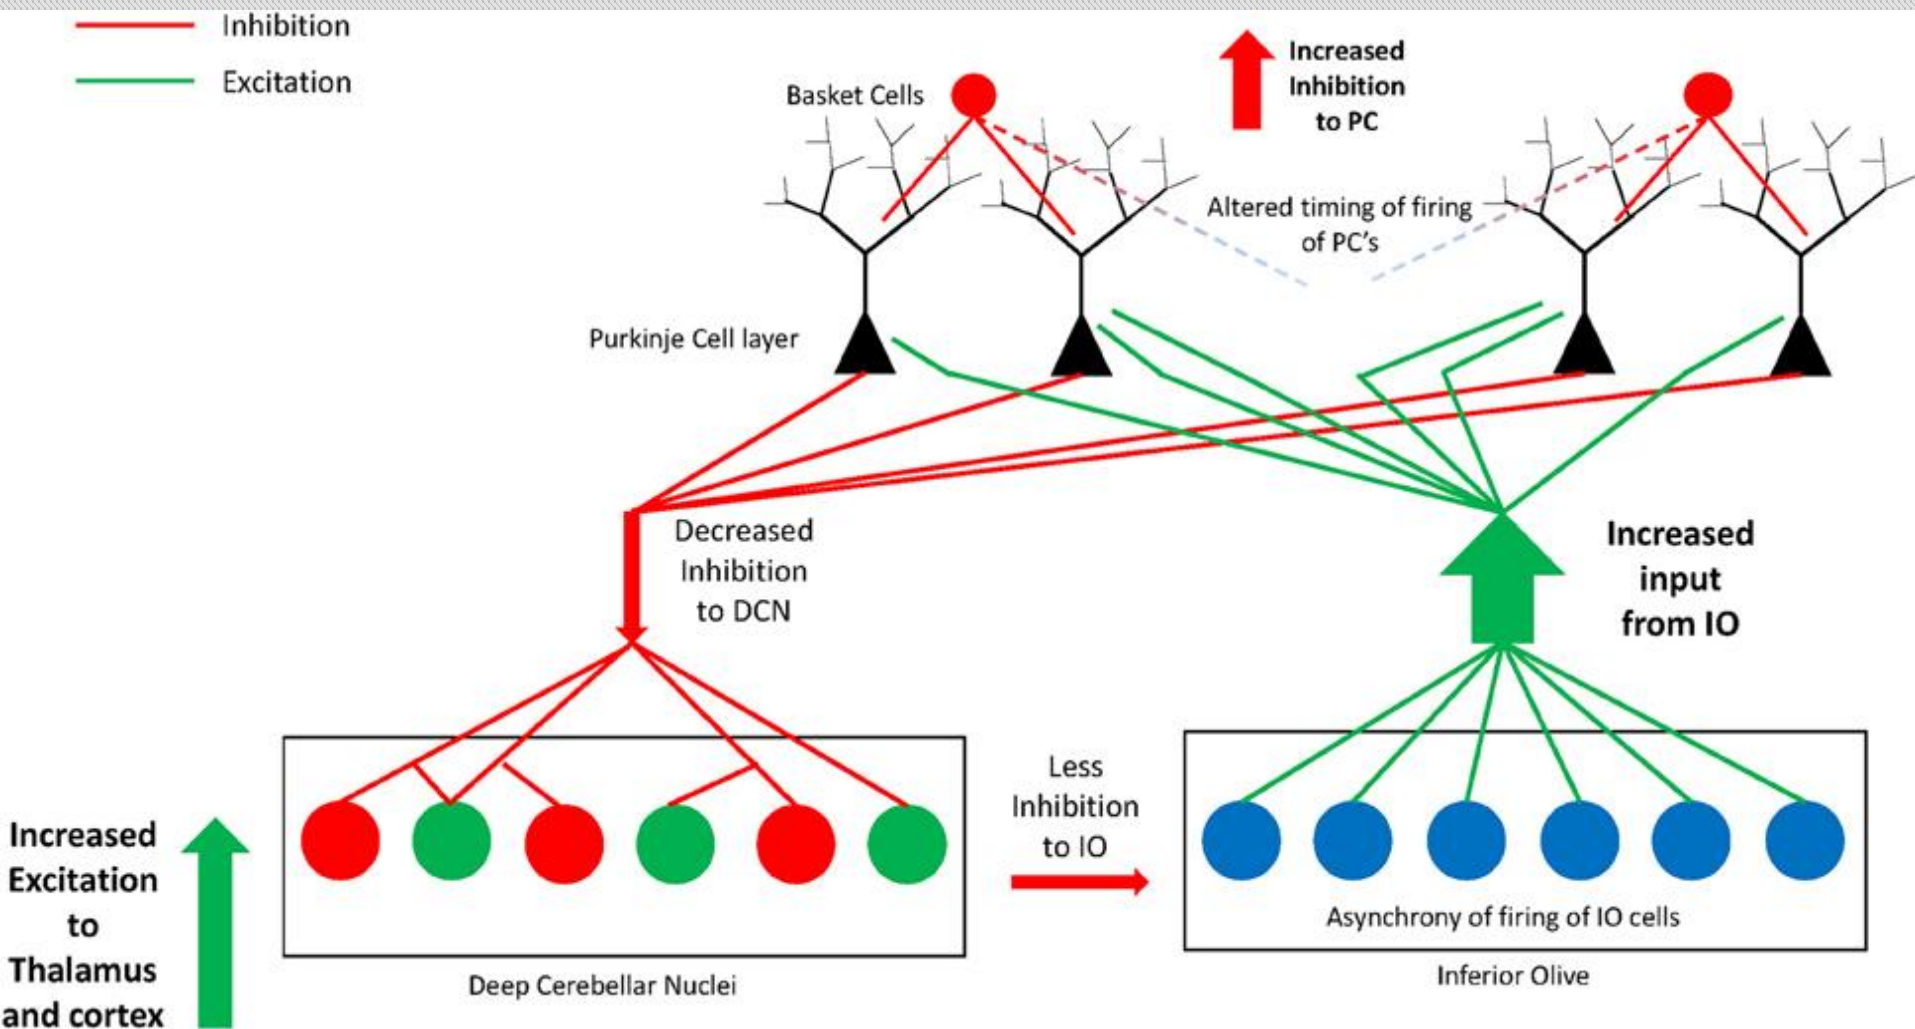 Inhibition
Excitation
Basket Cells
Increased
Inhibition
to PC
Altered timing of firing
of PC's
Purkinje Cell layer
Decreased
Inhibition
to DCN
Increased
input
from IO
Less
Inhibition
to IO
Increased
Excitation
to
Thalamus
and cortex
Asynchrony of firing of IO cells
Deep Cerebellar Nuclei
Inferior Olive